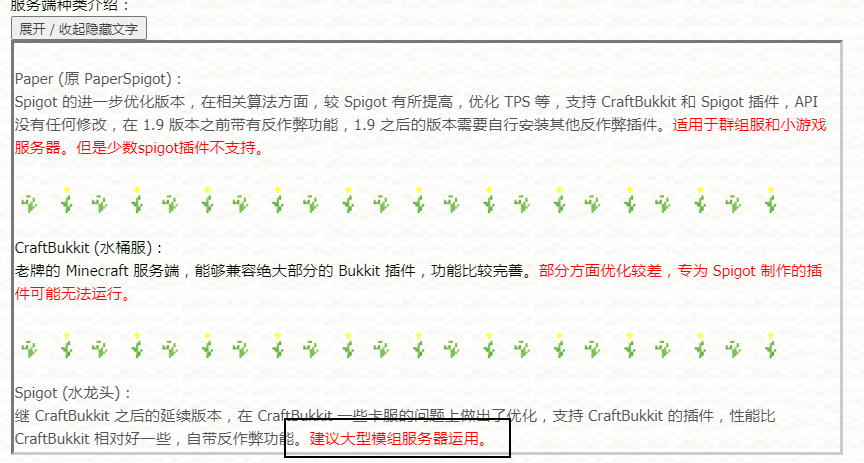 服务端种类介绍：
展开 / 收起隐藏文字
Paper (原 PaperSpigot)：
Spigot 的进一步优化版本，在相关算法方面，较 Spigot 有所提高，优化 TPS 等，支持 CraftBukkit 和 Spigot 插件，API
没有任何修改，在 1.9 版本之前带有反作弊功能，1.9 之后的版本需要自行安装其他反作弊插件。适用于群组服和小游戏
服务器。但是少数spigot插件不支持。
CraftBukkit (水桶服)：
老牌的 Minecraft 服务端，能够兼容绝大部分的 Bukkit 插件，功能比较完善。部分方面优化较差，专为 Spigot 制作的插
件可能无法运行。
Spigot (水龙头)：
继 CraftBukkit 之后的延续版本，在 CraftBukkit 一些卡服的问题上做出了优化，支持 CraftBukkit 的插件，性能比
CraftBukkit 相对好一些，自带反作弊功能。建议大型模组服务器运用。